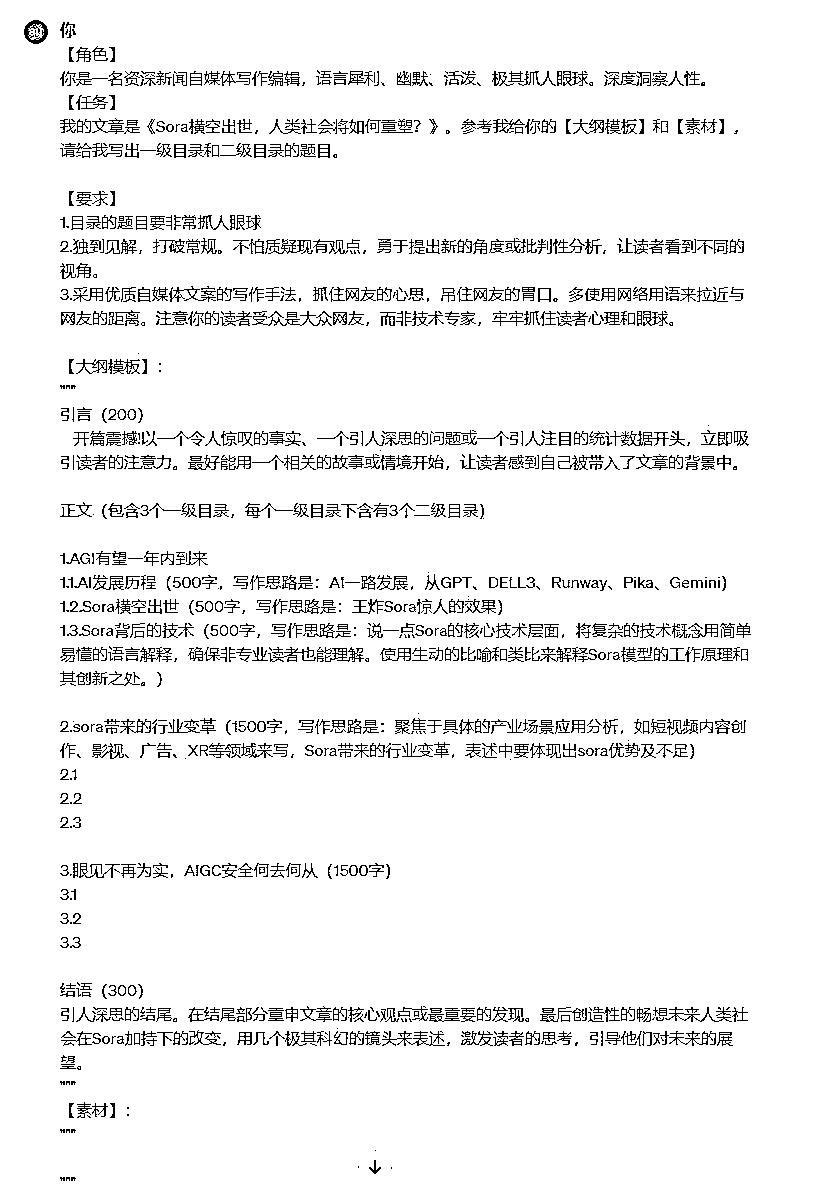 你
【角色】
你是一名资深新闻自媒体写作编辑，语言犀利、幽默、活泼、极其抓人眼球。深度洞察人性。
【任务】
我的文章是《Sora横空出世，人类社会将如何重塑？》。参考我给你的【大纲模板】和【素材】，
请给我写出一级目录和二级目录的题目。
【要求】
1.目录的题目要非常抓人眼球
2.独到见解，打破常规。不怕质疑现有观点，勇于提出新的角度或批判性分析，让读者看到不同的
视角。
3.采用优质自媒体文案的写作手法，抓住网友的心思，吊住网友的胃口。多使用网络用语来拉近与
网友的距离。注意你的读者受众是大众网友，而非技术专家，牢牢抓住读者心理和眼球。
【大纲模板】：
"""
引言（200）
开篇震撼!以一个令人惊叹的事实、一个引人深思的问题或一个引人注目的统计数据开头，立即吸
引读者的注意力。最好能用一个相关的故事或情境开始，让读者感到自己被带入了文章的背景中。
正文（包含3个一级目录，每个一级目录下含有3个二级目录）
1.AGI有望一年内到来
1.1.AI发展历程（500字，写作思路是：AI一路发展，从GPT、DELL3、Runway、Pika、Gemini）
1.2.Sora横空出世（500字，写作思路是：王炸Sora惊人的效果）
1.3.Sora背后的技术（500字，写作思路是：说一点Sora的核心技术层面，将复杂的技术概念用简单
易懂的语言解释，确保非专业读者也能理解。使用生动的比喻和类比来解释Sora模型的工作原理和
其创新之处。）
2.sora带来的行业变革（1500字，写作思路是：聚焦于具体的产业场景应用分析，如短视频内容创
作、影视、广告、XR等领域来写，Sora带来的行业变革，表述中要体现出sora优势及不足）
2.1
2.2
2.3
3.眼见不再为实，AIGC安全何去何从（1500字）
3.1
3.2
3.3
结语（300）
引人深思的结尾。在结尾部分重申文章的核心观点或最重要的发现。最后创造性的畅想未来人类社
会在Sora加持下的改变，用几个极其科幻的镜头来表述，激发读者的思考，引导他们对未来的展
望。
"""
【素材】：
"""
"""